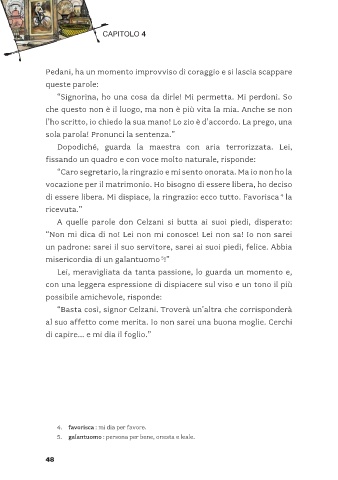 CAPITOLO 4
Pedani, ha un momento improvviso di coraggio e si lascia scappare
queste parole:
“Signorina, ho una cosa da dirle! Mi permetta. Mi perdoni. So
che questo non è il luogo, ma non è più vita la mia. Anche se non
l’ho scritto, io chiedo la sua mano! Lo zio è d’accordo. La prego, una
sola parola! Pronunci la sentenza.”
Dopodiché, guarda la maestra con aria terrorizzata. Lei,
fissando un quadro e con voce molto naturale, risponde:
“Caro segretario, la ringrazio e mi sento onorata. Ma io non ho la
vocazione per il matrimonio. Ho bisogno di essere libera, ho deciso
di essere libera. Mi dispiace, la ringrazio: ecco tutto. Favorisca 4 la
ricevuta.”
A quelle parole don Celzani si butta ai suoi piedi, disperato:
“Non mi dica di no! Lei non mi conosce! Lei non sa! Io non sarei
un padrone: sarei il suo servitore, sarei ai suoi piedi, felice. Abbia
misericordia di un galantuomo 5!”
Lei, meravigliata da tanta passione, lo guarda un momento e,
con una leggera espressione di dispiacere sul viso e un tono il più
possibile amichevole, risponde:
“Basta così, signor Celzani. Troverà un’altra che corrisponderà
al suo affetto come merita. Io non sarei una buona moglie. Cerchi
di capire... e mi dia il foglio.”
4. favorisca : mi dia per favore.
5. galantuomo : persona per bene, onesta e leale.
48